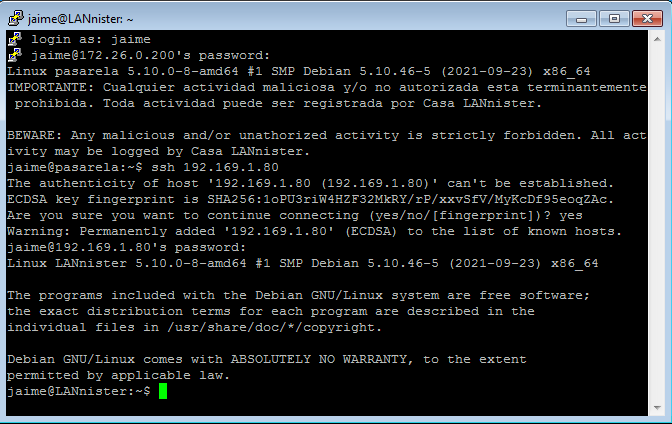 jaime@LANnister: ~
login as: jaime
jaime@172.26.0.200's password:
Linux pasarela 5.10.0-8-amd64 #1 SMP Debian 5.10.46-5 (2021-09-23) x86_64
IMPORTANTE: Cualquier actividad maliciosa y/o no autorizada esta terminantemente
prohibida. Toda actividad puede ser registrada por Casa LANnister.
BEWARE: Any malicious and/or unathorized activity is strictly forbidden. All act
ivity may be logged by Casa LANnister.
jaime@pasarela:~$ ssh 192.169.1.80
The authenticity of host '192.169.1.80 (192.169.1.80)' can't be established.
ECDSA key fingerprint is SHA256:1oPU3riW4HZF32MkRY/rP/xxvSfV/MyKcDf95eoqZAc.
Are you sure you want to continue connecting (yes/no/[fingerprint])? yes
Warning: Permanently added '192.169.1.80' (ECDSA) to the list of known hosts.
jaime@192.169.1.80's password:
Linux LANnister 5.10.0-8-amd64 #1 SMP Debian 5.10.46-5 (2021-09-23) x86_64
The programs included with the Debian GNU/Linux system are free software;
the exact distribution terms for each program are described in the
individual files in /usr/share/doc/*/copyright.
Debian GNU/Linux comes with ABSOLUTELY NO WARRANTY, to the extent
permitted by applicable law.
jaime@LANnister:~$